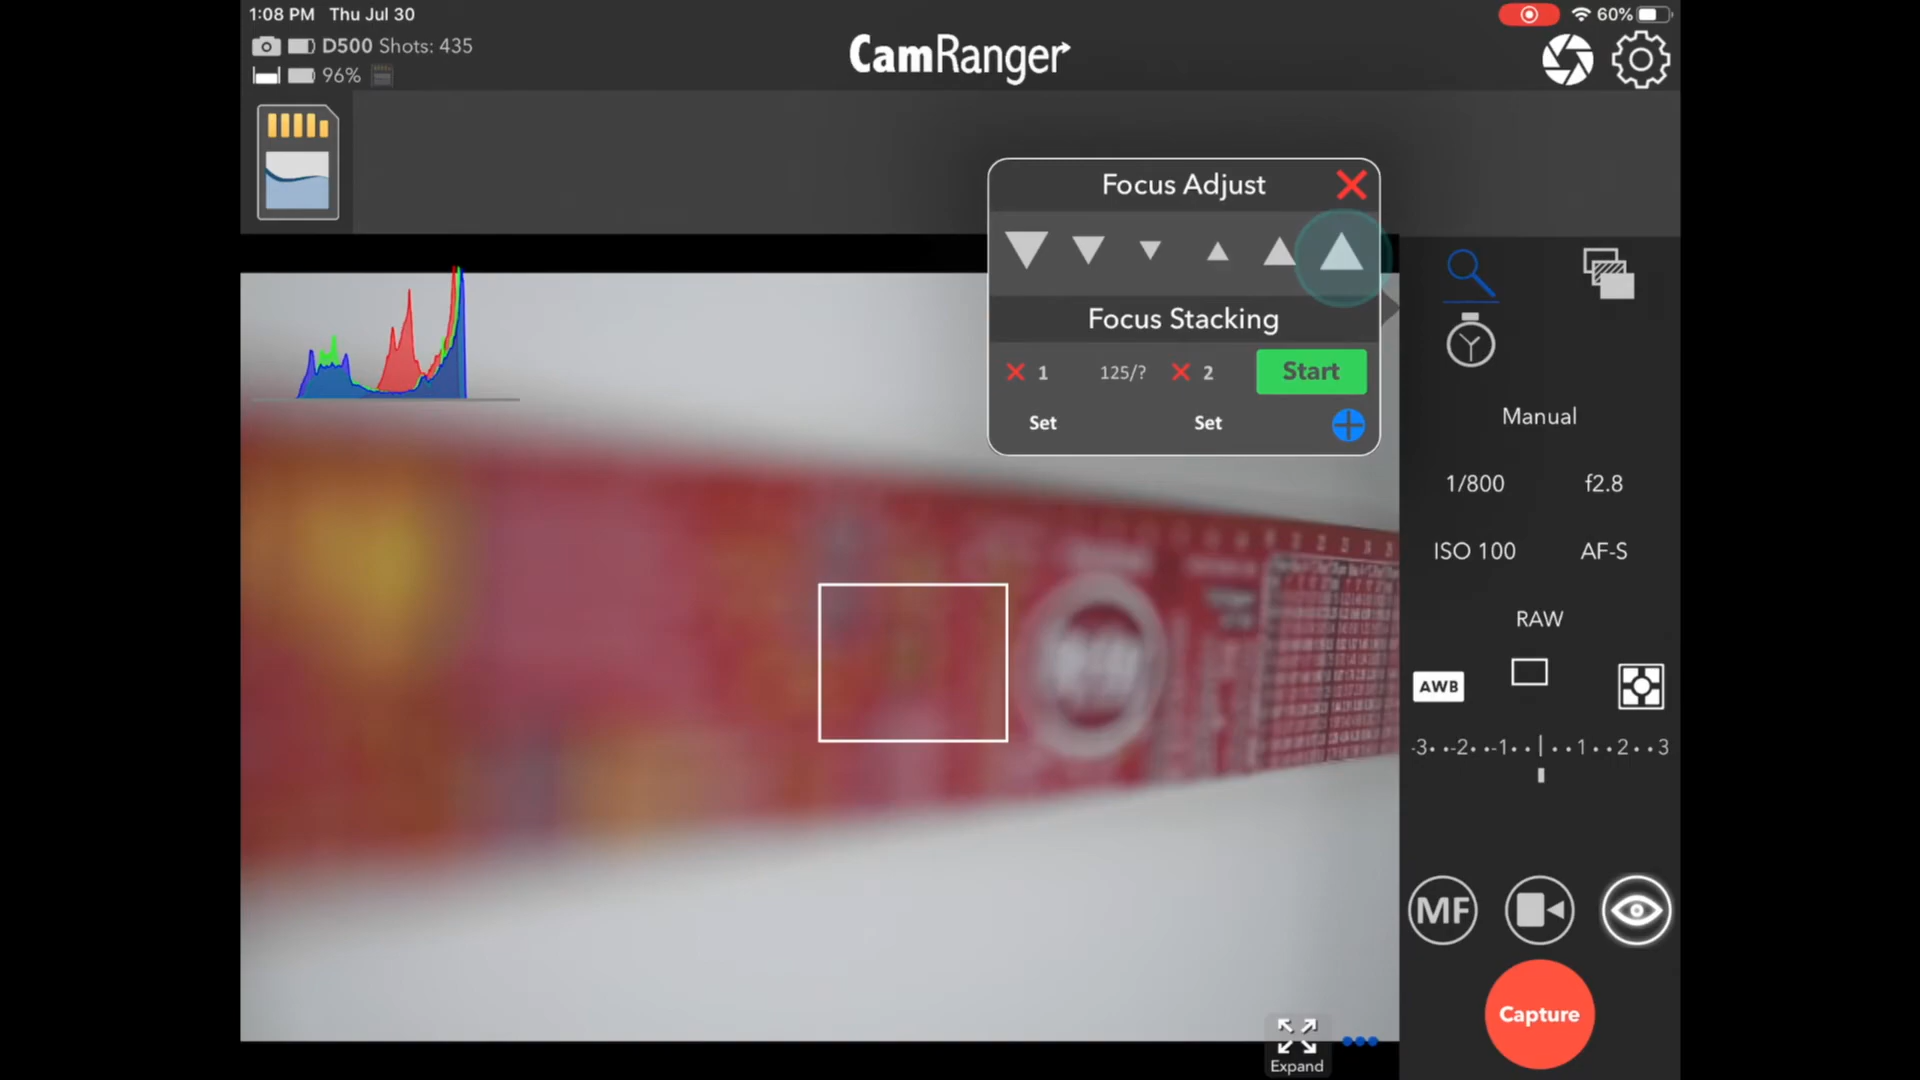 1:08 PM Thu Jul 30
60%
D500 Shots: 435
96%
CamRanger
Focus Adjust
Focus Stacking
1 125/? 2 Start
Set Set
Manual
1/800 f2.8
ISO 100 AF-S
RAW
AWB
-3••-2••-1••|••1••2••3
MF
Capture
Expand